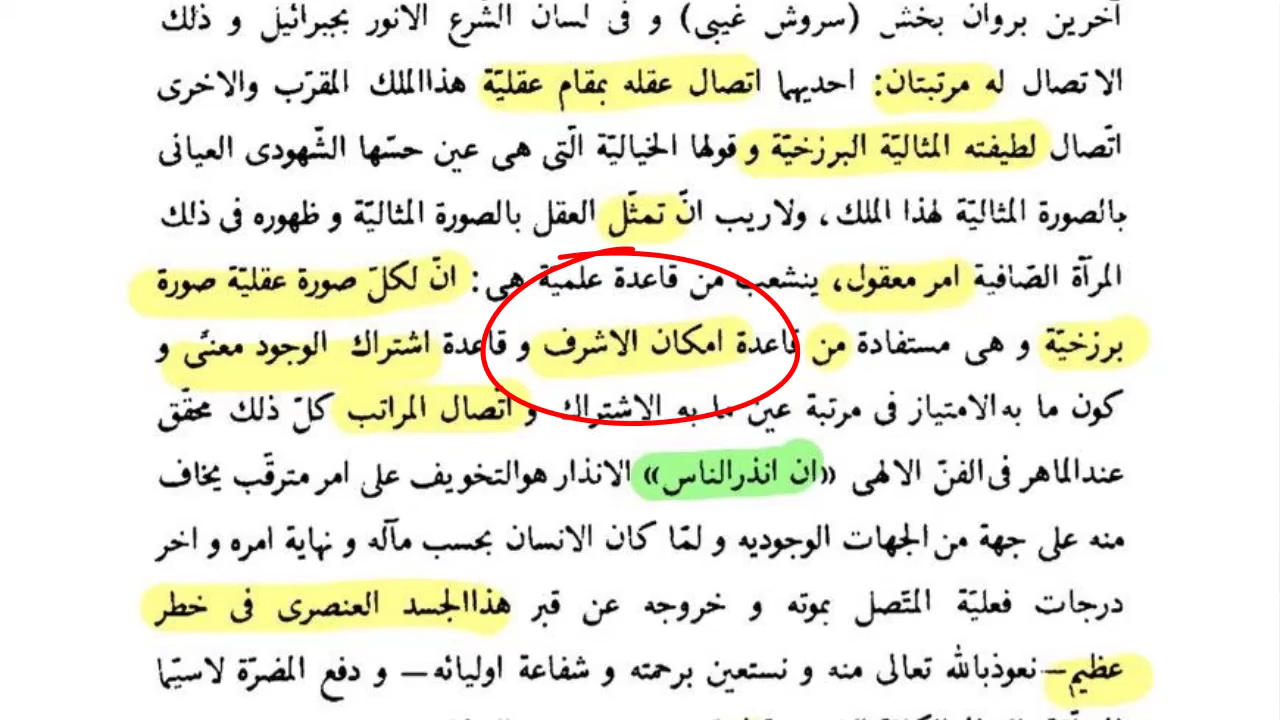 آخرین بروان بخش (سروش غیبی) و فی لسان الشّرع الانور بجبرائیل و ذلك
الاتصال له مرتبتان: احدیهما اتصال عقله بمقام عقلیّة هذاالملك المقرّب والاخری
اتّصال لطیفته المثالیّة البرزخیّة و قولها الخیالیّة الّتی هی عین حسّها الشّهودی العیانی
بالصورة المثالیّة لهذا الملك، ولاریب انّ تمثّل العقل بالصورة المثالیّة و ظهوره فی ذلك
المرآة الصّافیة امر معقول، ینشعب من قاعدة علمیّة هی: انّ لکلّ صورة عقلیّة صورة
برزخیّة و هی مستفادة من قاعدة امکان الاشرف و قاعدة اشتراك الوجود معنًی و
کون ما به الامتیاز فی مرتبة عین ما به الاشتراك و اتّصال المراتب کلّ ذلك محقّق
عندالماهر فی الفنّ الالهی «ان انذرالناس» الانذار هوالتخویف علی امر مترقّب یخاف
منه علی جهة من الجهات الوجودیه و لمّا کان الانسان بحسب مآله و نهایة امره و اخر
درجات فعلیّة المتّصل بموته و خروجه عن قبر هذاالجسد العنصری فی خطر
عظیم—نعوذبالله تعالی منه و نستعین برحمته و شفاعة اولیائه— و دفع المضرّة لاسیّما